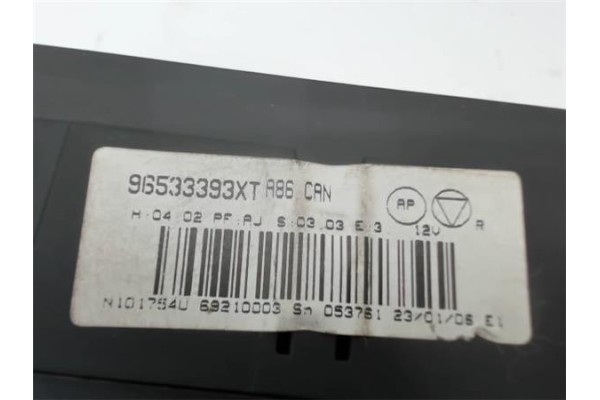 96533393XT A86 CAN AP
H:04.02 PF:AJ S:03.03 E:3 12V R
N101754U 69210003 Sn 053761 23/01/06 E1